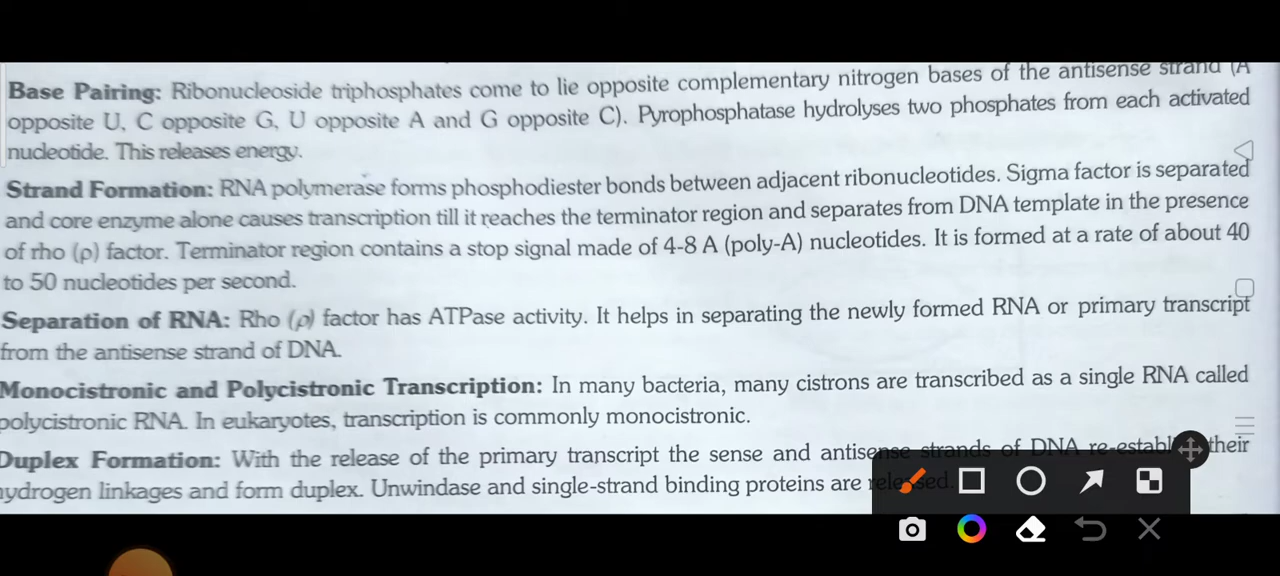 Base Pairing: Ribonucleoside triphosphates come to lie opposite complementary nitrogen bases of the antisense strand (A
opposite U, C opposite G, U opposite A and G opposite C). Pyrophosphatase hydrolyses two phosphates from each activated
nucleotide. This releases energy.
Strand Formation: RNA polymerase forms phosphodiester bonds between adjacent ribonucleotides. Sigma factor is separated
and core enzyme alone causes transcription till it reaches the terminator region and separates from DNA template in the presence
of rho (ρ) factor. Terminator region contains a stop signal made of 4-8 A (poly-A) nucleotides. It is formed at a rate of about 40
to 50 nucleotides per second.
Separation of RNA: Rho (ρ) factor has ATPase activity. It helps in separating the newly formed RNA or primary transcript
from the antisense strand of DNA.
Monocistronic and Polycistronic Transcription: In many bacteria, many cistrons are transcribed as a single RNA called
polycistronic RNA. In eukaryotes, transcription is commonly monocistronic.
Duplex Formation: With the release of the primary transcript the sense and antisense strands of DNA re-establ their
hydrogen linkages and form duplex. Unwindase and single-strand binding proteins are released.